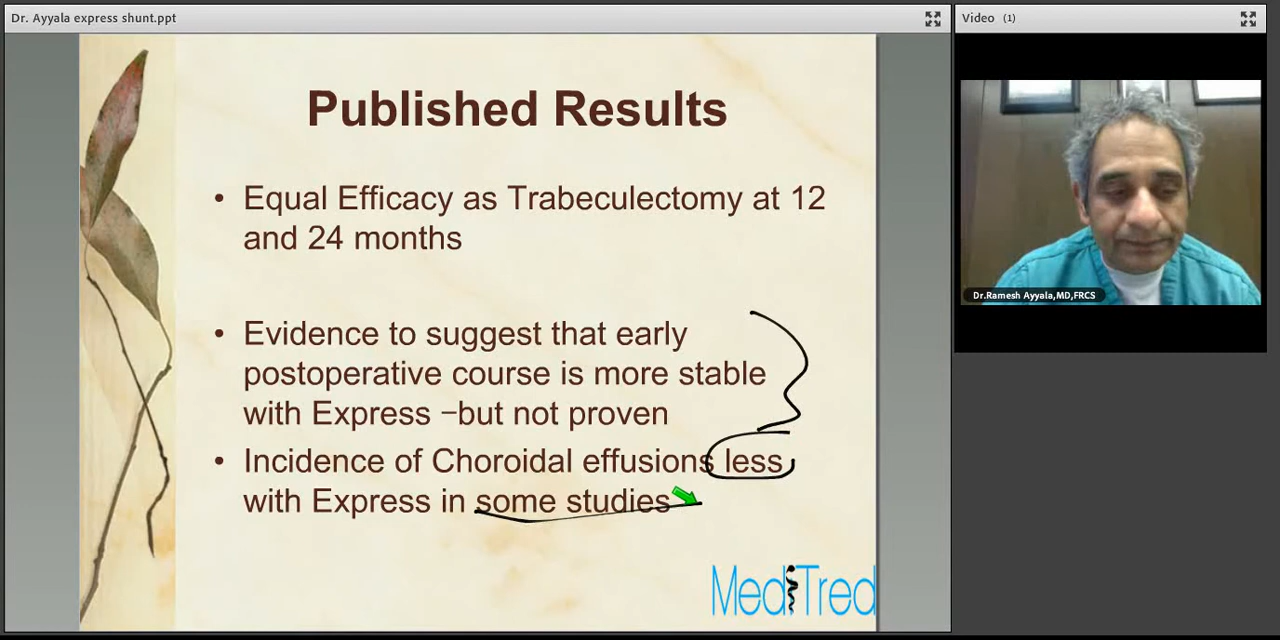 Dr. Ayyala express shunt.ppt
Video (1)
Published Results
• Equal Efficacy as Trabeculectomy at 12
and 24 months
• Evidence to suggest that early
postoperative course is more stable
with Express –but not proven
• Incidence of Choroidal effusions less
with Express in some studies
Dr.Ramesh Ayyala,MD,FRCS
MediTred